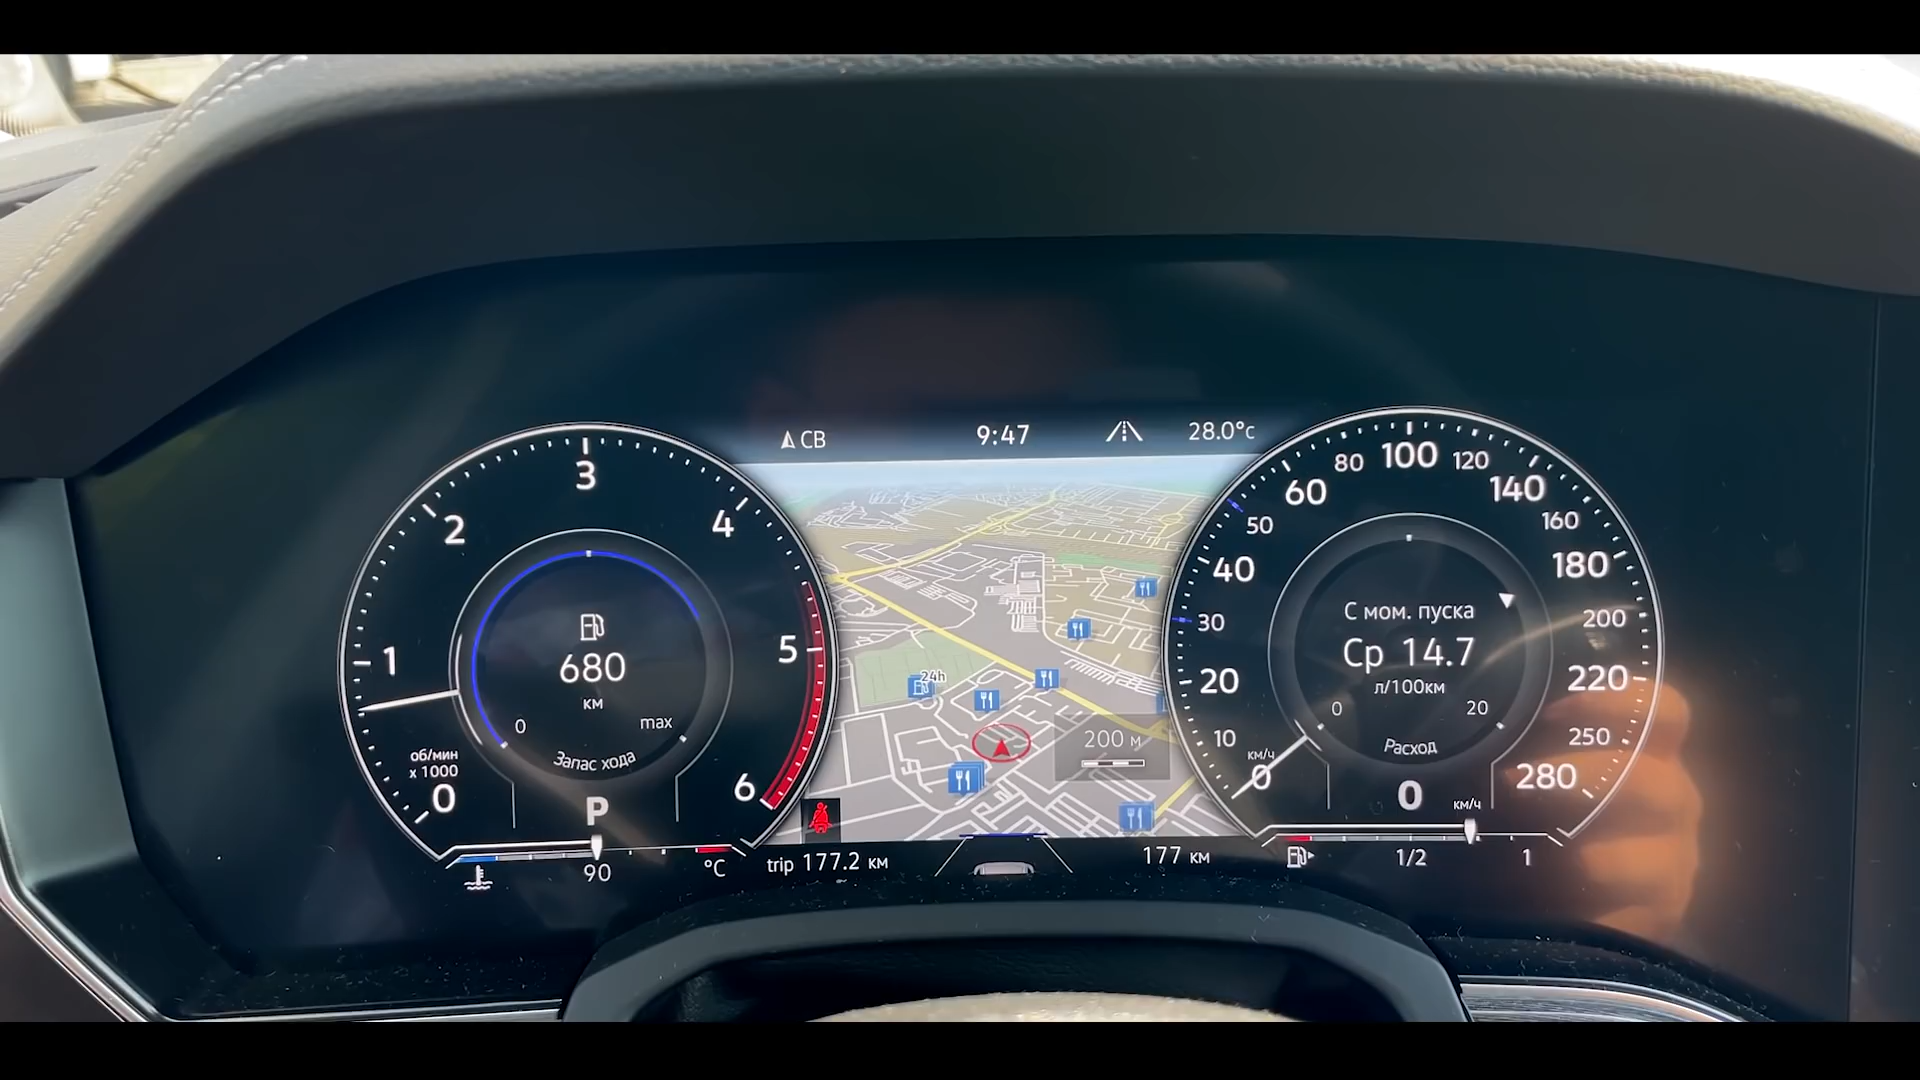 СВ
9:47
28.0°C
0
1
2
3
4
5
6
об/мин
x 1000
680
км
0
max
Запас хода
P
90
°C
24h
200 м
trip 177.2 км
177 км
км/ч
0
10
20
30
40
50
60
80
100
120
140
160
180
200
220
250
280
С мом. пуска
Ср 14.7
л/100км
0
20
Расход
0
км/ч
1/2
1